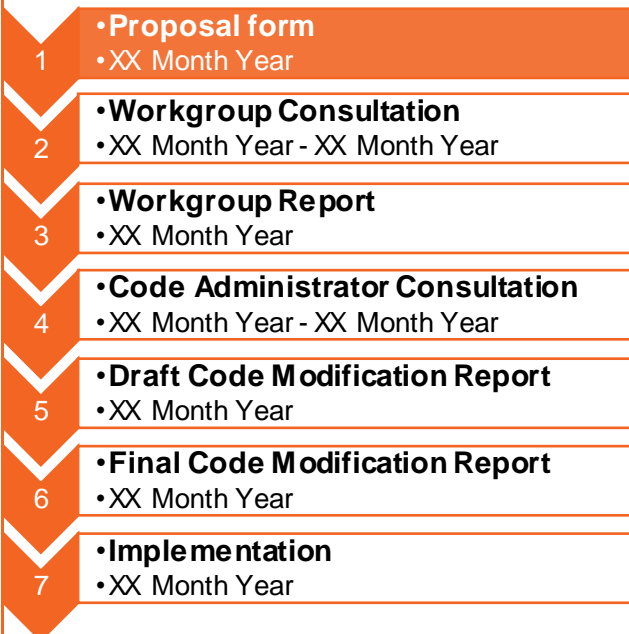 1
•Proposal form
•XX Month Year
2
•Workgroup Consultation
•XX Month Year - XX Month Year
3
•Workgroup Report
•XX Month Year
4
•Code Administrator Consultation
•XX Month Year - XX Month Year
5
•Draft Code Modification Report
•XX Month Year
6
•Final Code Modification Report
•XX Month Year
7
•Implementation
•XX Month Year